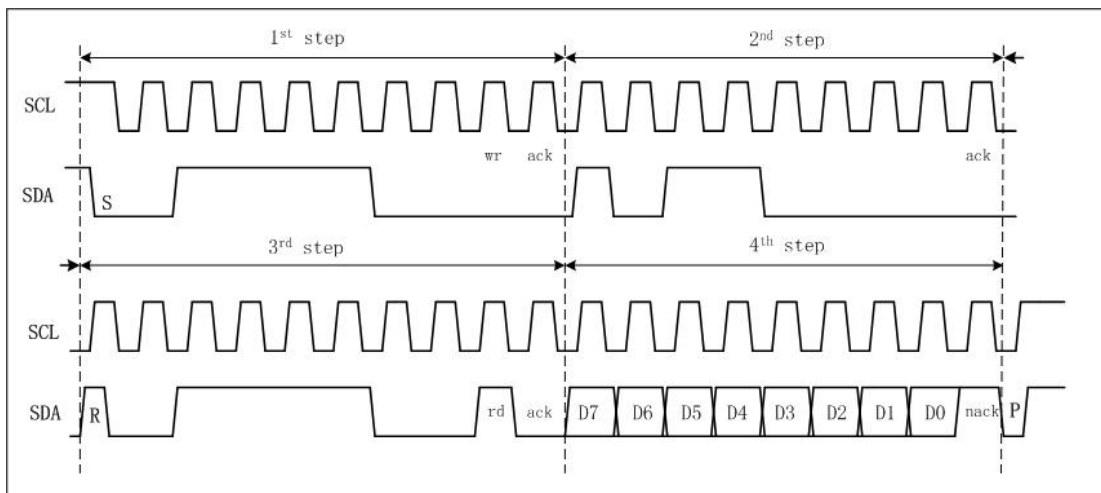 1st step 2nd step
SCL
wr ack ack
SDA S
3rd step 4th step
SCL
SDA R rd ack D7 D6 D5 D4 D3 D2 D1 D0 nack P